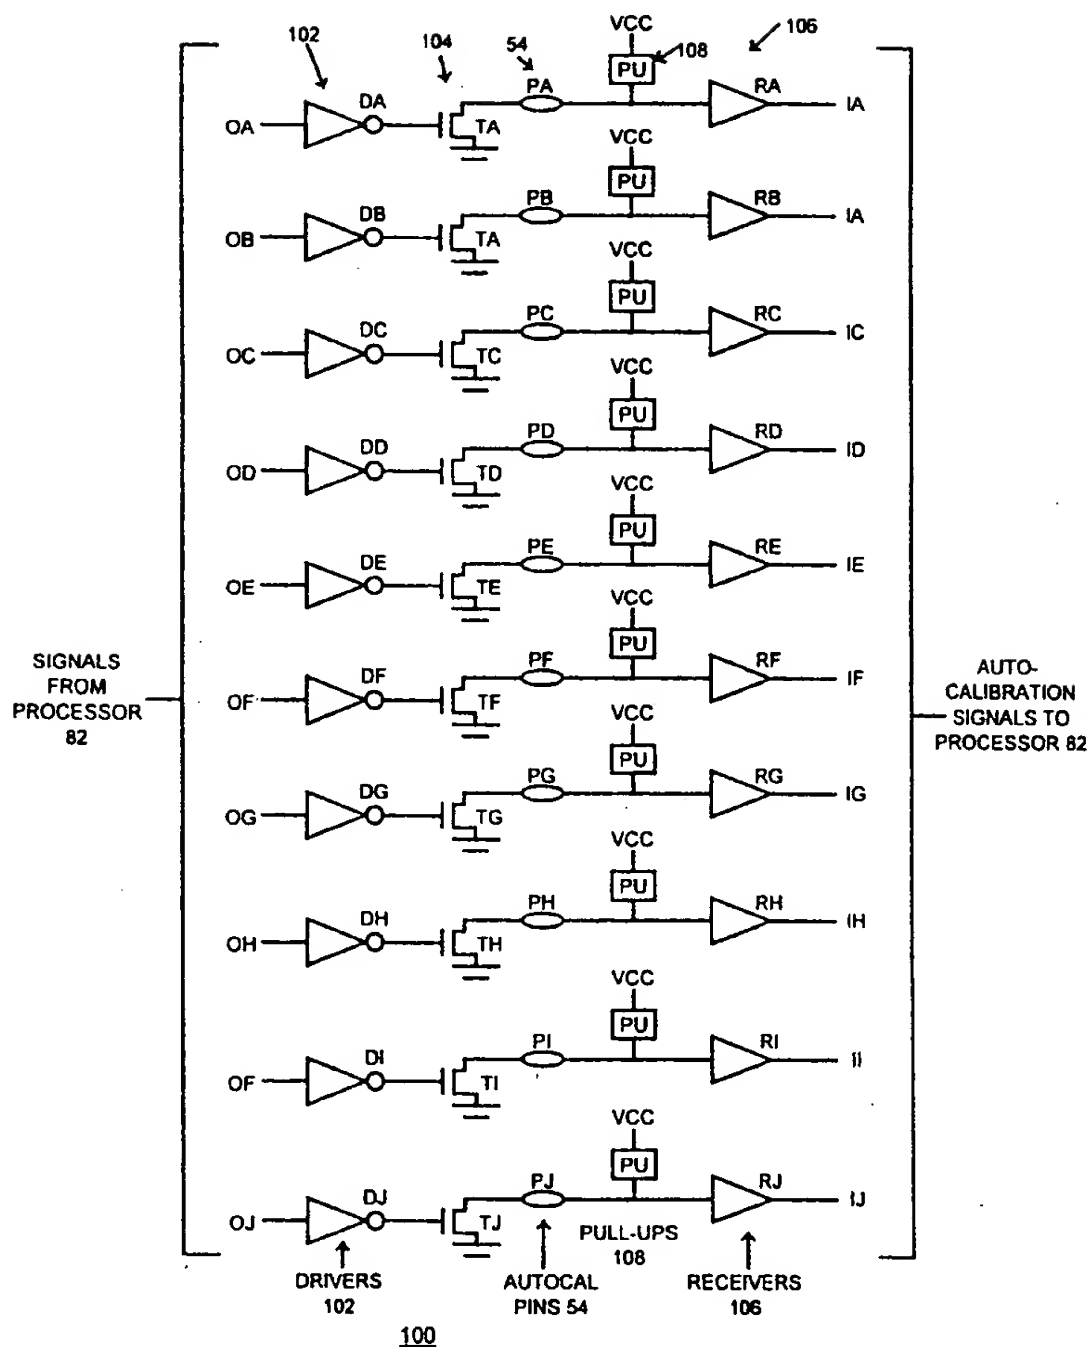 VCC
102 104 54 108 106
PU
DA PA RA
OA TA IA
VCC
PU
DB PB RB
OB TA IA
VCC
PU
DC PC RC
OC TC IC
VCC
PU
DD PD RD
OD TD ID
VCC
PU
DE PE RE
OE TE IE
VCC
PU
DF PF RF
OF TF IF
VCC
PU
DG PG RG
OG TG IG
VCC
PU
DH PH RH
OH TH IH
VCC
PU
DI PI RI
OF TI II
VCC
PU
DJ PJ RJ
OJ TJ IJ
SIGNALS
FROM
PROCESSOR
82
AUTO-
CALIBRATION
SIGNALS TO
PROCESSOR 82
DRIVERS
102
AUTOCAL
PINS 54
PULL-UPS
108
RECEIVERS
106
100